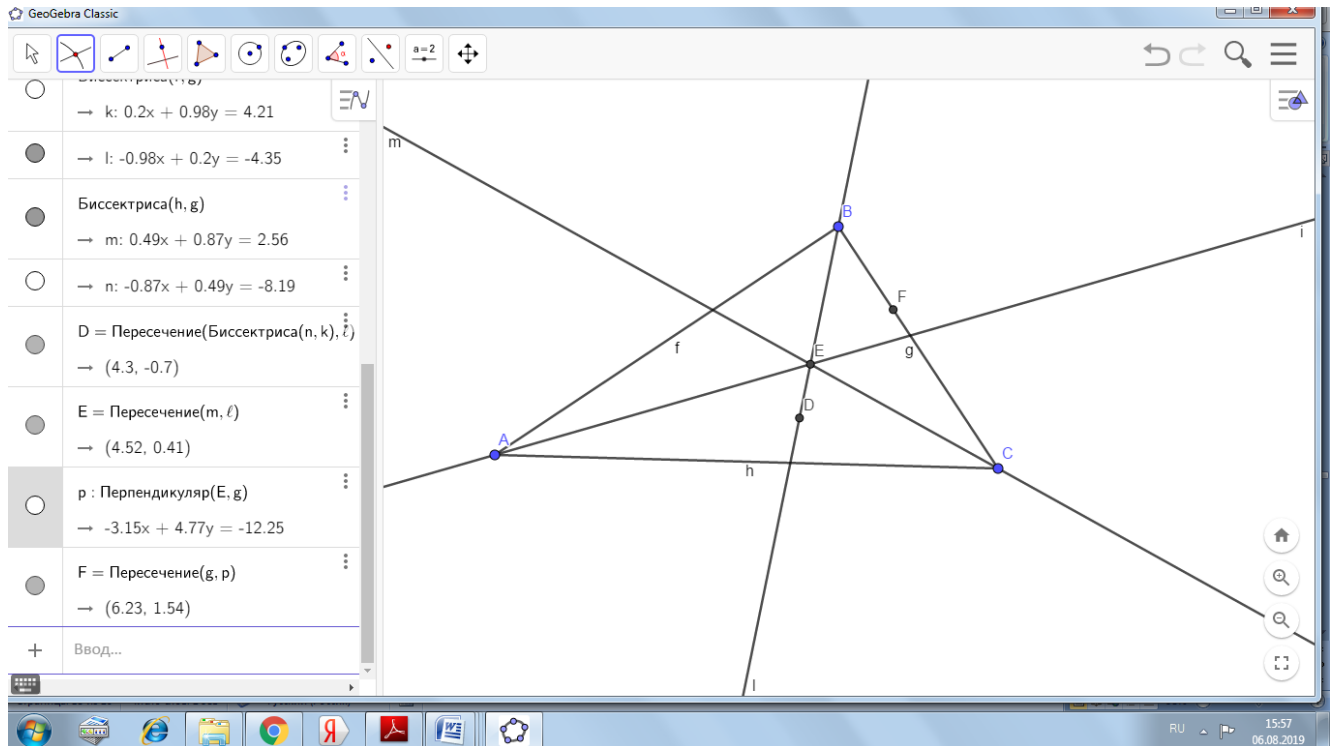 GeoGebra Classic
a=2
→ k: 0.2x + 0.98y = 4.21
→ l: -0.98x + 0.2y = -4.35
Биссектриса(h, g)
→ m: 0.49x + 0.87y = 2.56
→ n: -0.87x + 0.49y = -8.19
D = Пересечение(Биссектриса(n, k), ℓ)
→ (4.3, -0.7)
E = Пересечение(m, ℓ)
→ (4.52, 0.41)
p : Перпендикуляр(E, g)
→ -3.15x + 4.77y = -12.25
F = Пересечение(g, p)
→ (6.23, 1.54)
+ Ввод...
m
B
i
F
f
E
g
D
A
C
h
l
RU
15:57
06.08.2019